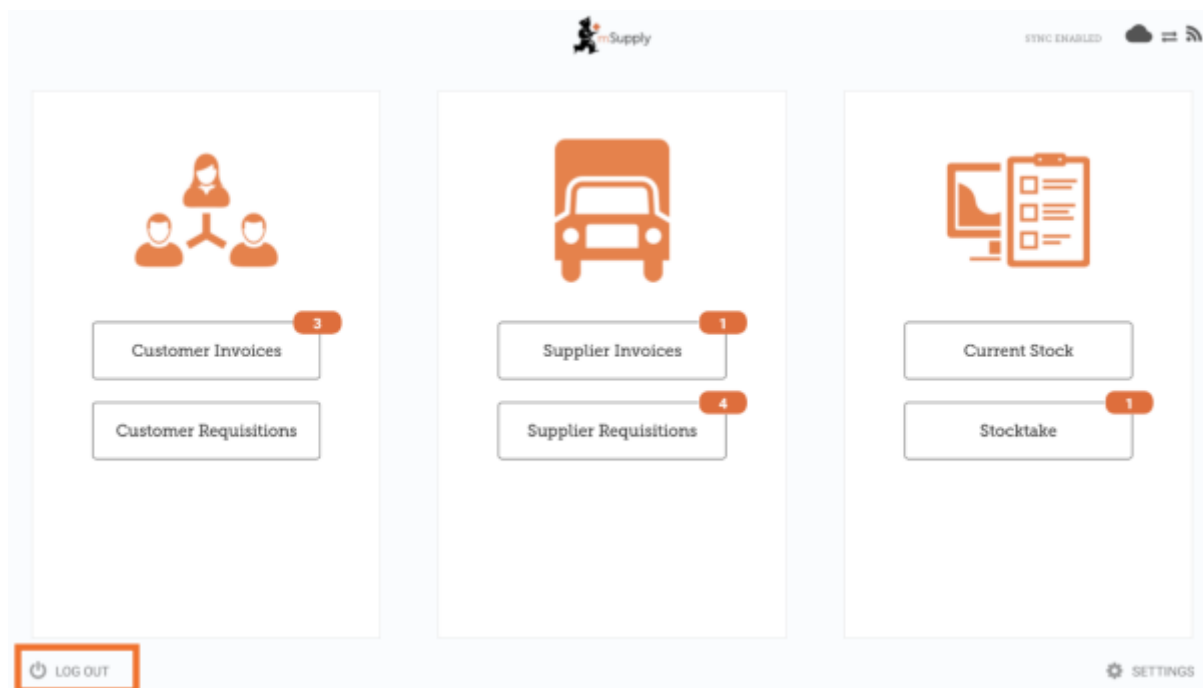 mSupply
SYNC ENABLED
3
Customer Invoices
Customer Requisitions
1
Supplier Invoices
4
Supplier Requisitions
Current Stock
1
Stocktake
LOG OUT
SETTINGS